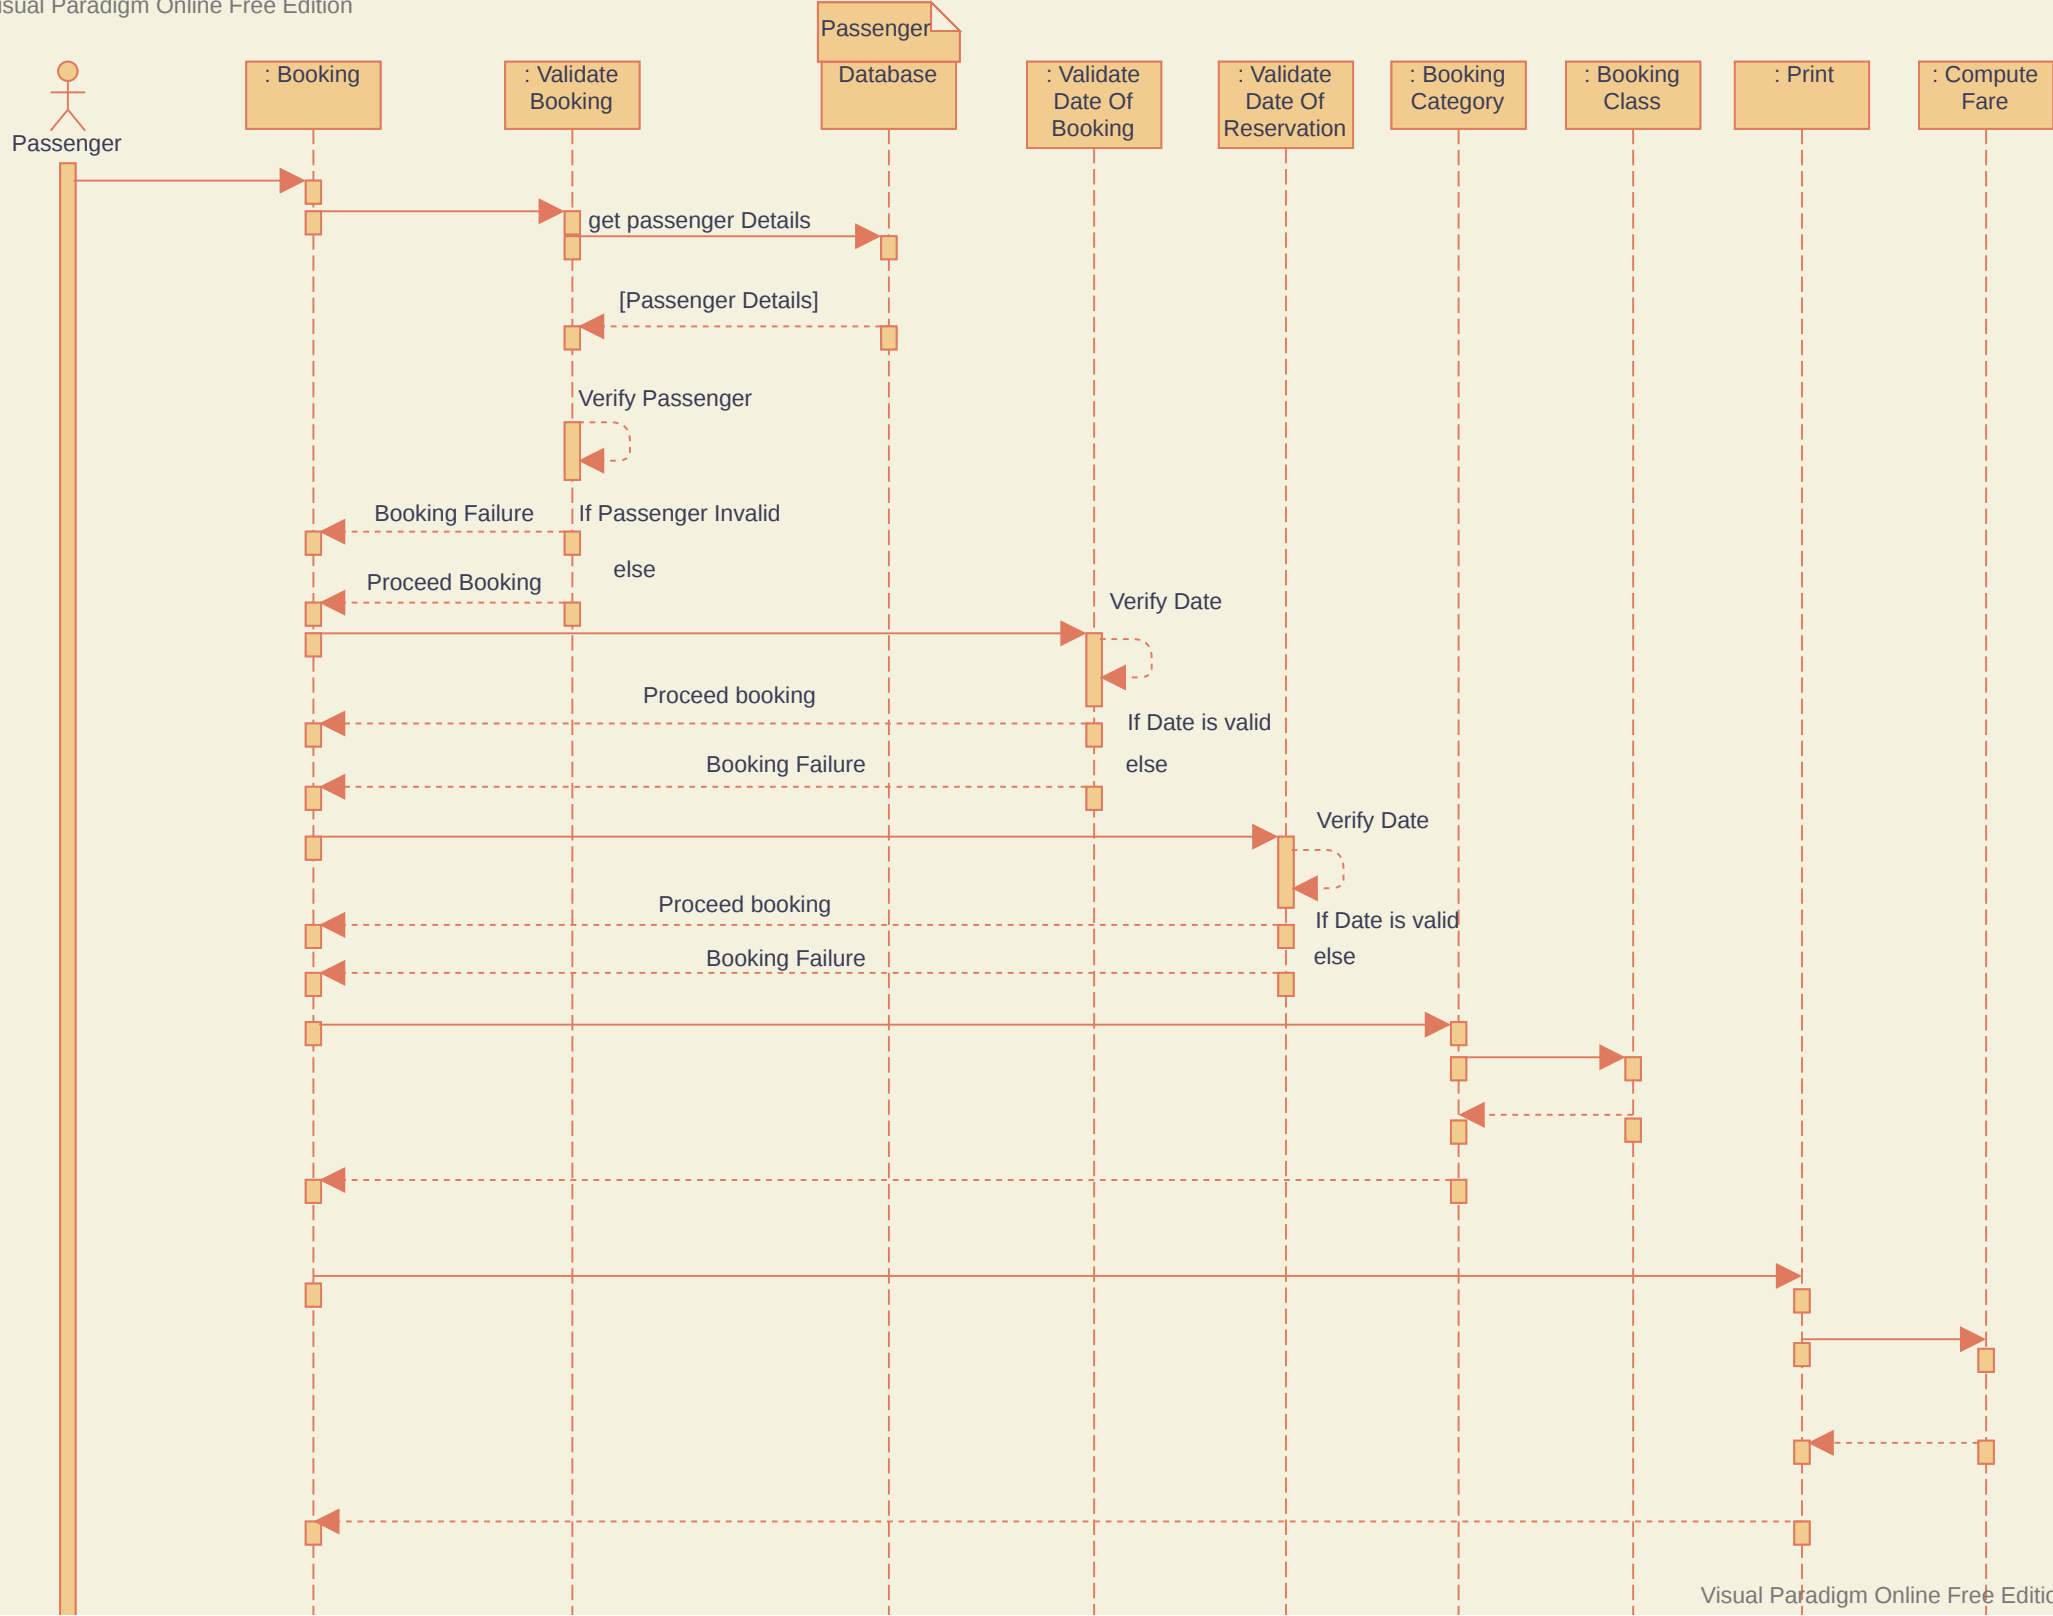 isual Paradigm Online Free Edition
Passenger
: Booking
: Validate
Booking
Database
: Validate
Date Of
Booking
: Validate
Date Of
Reservation
: Booking
Category
: Booking
Class
: Print
: Compute
Fare
Passenger
get passenger Details
[Passenger Details]
Verify Passenger
Booking Failure
If Passenger Invalid
else
Proceed Booking
Verify Date
Proceed booking
If Date is valid
Booking Failure
else
Verify Date
Proceed booking
If Date is valid
Booking Failure
else
Visual Paradigm Online Free Editio